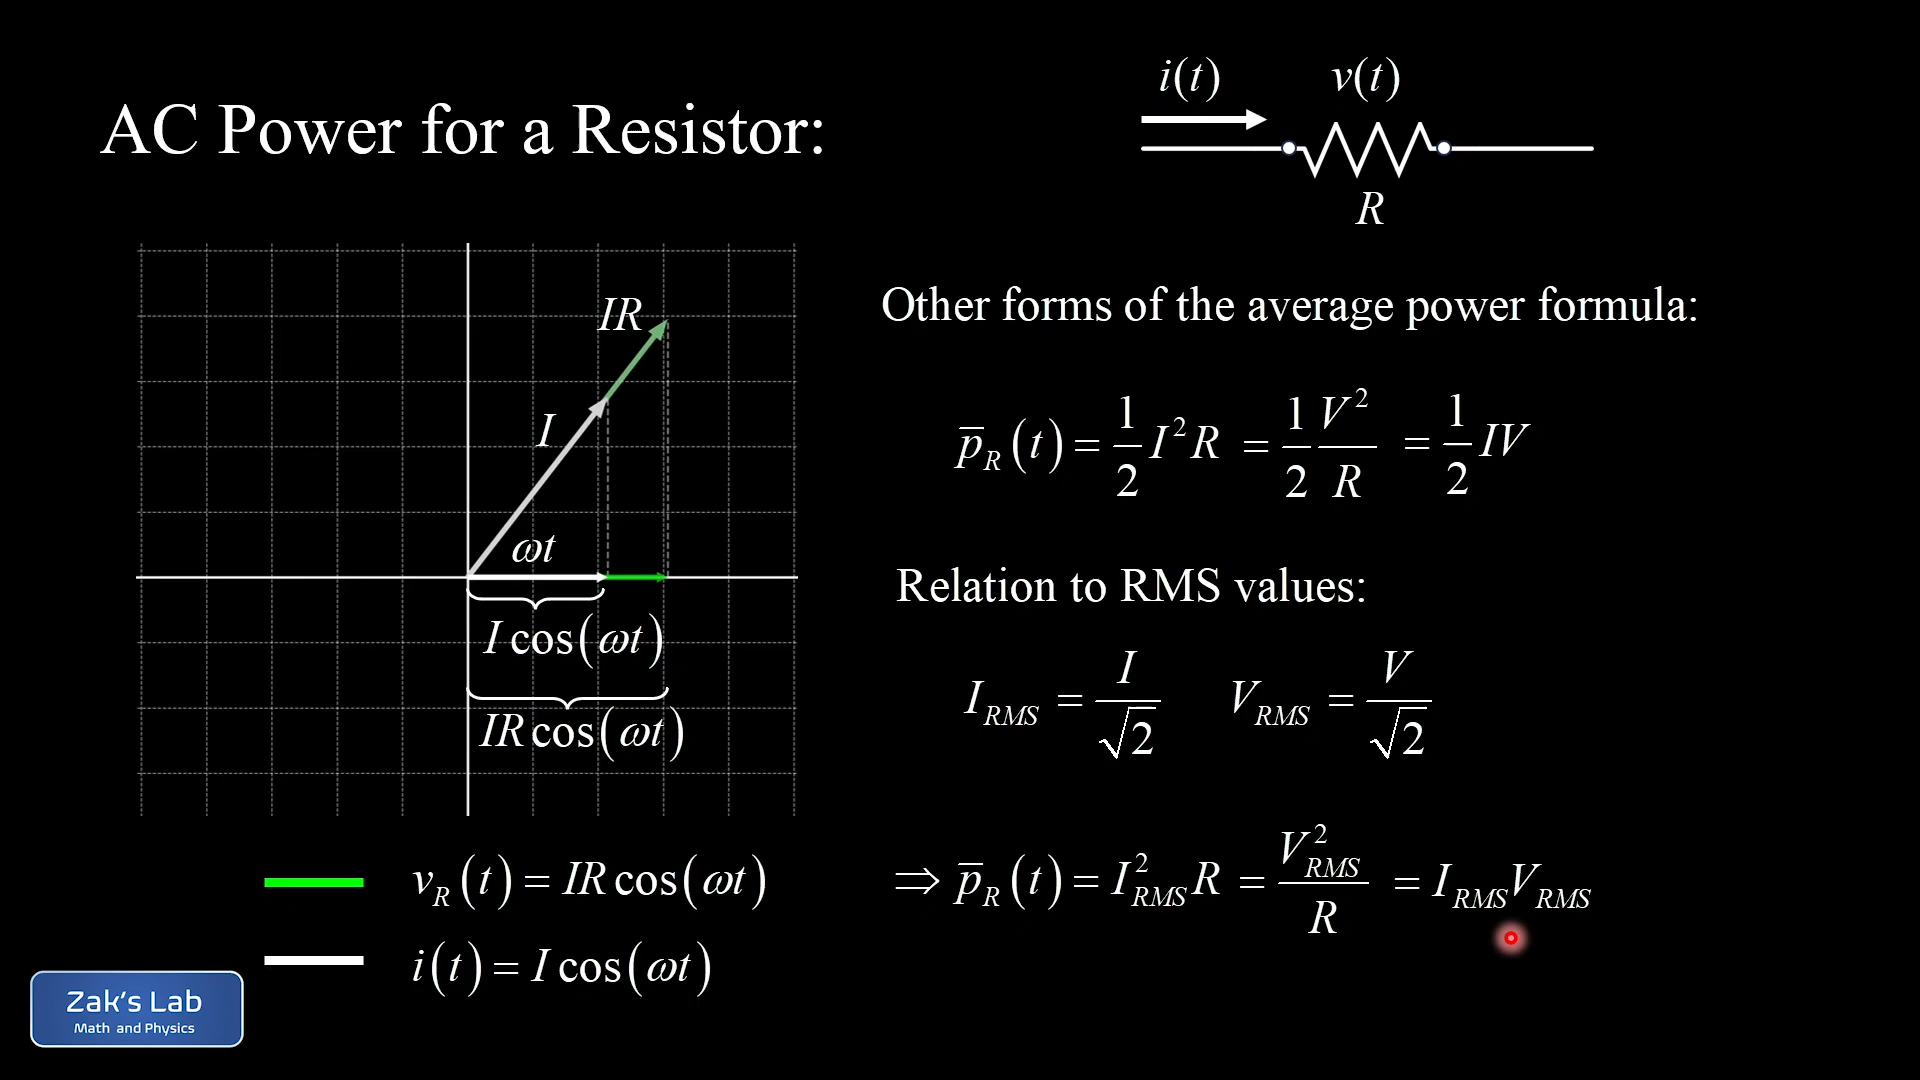 AC Power for a Resistor:
i(t)
v(t)
R
IR
I
ωt
I cos(ωt)
IR cos(ωt)
v_R(t) = IR cos(ωt)
i(t) = I cos(ωt)
Other forms of the average power formula:
p̅_R(t) = 1/2 I²R = 1/2 V²/R = 1/2 IV
Relation to RMS values:
I_RMS = I/√2 V_RMS = V/√2
⇒ p̅_R(t) = I²_RMS R = V²_RMS/R = I_RMS V_RMS
Zak's Lab
Math and Physics